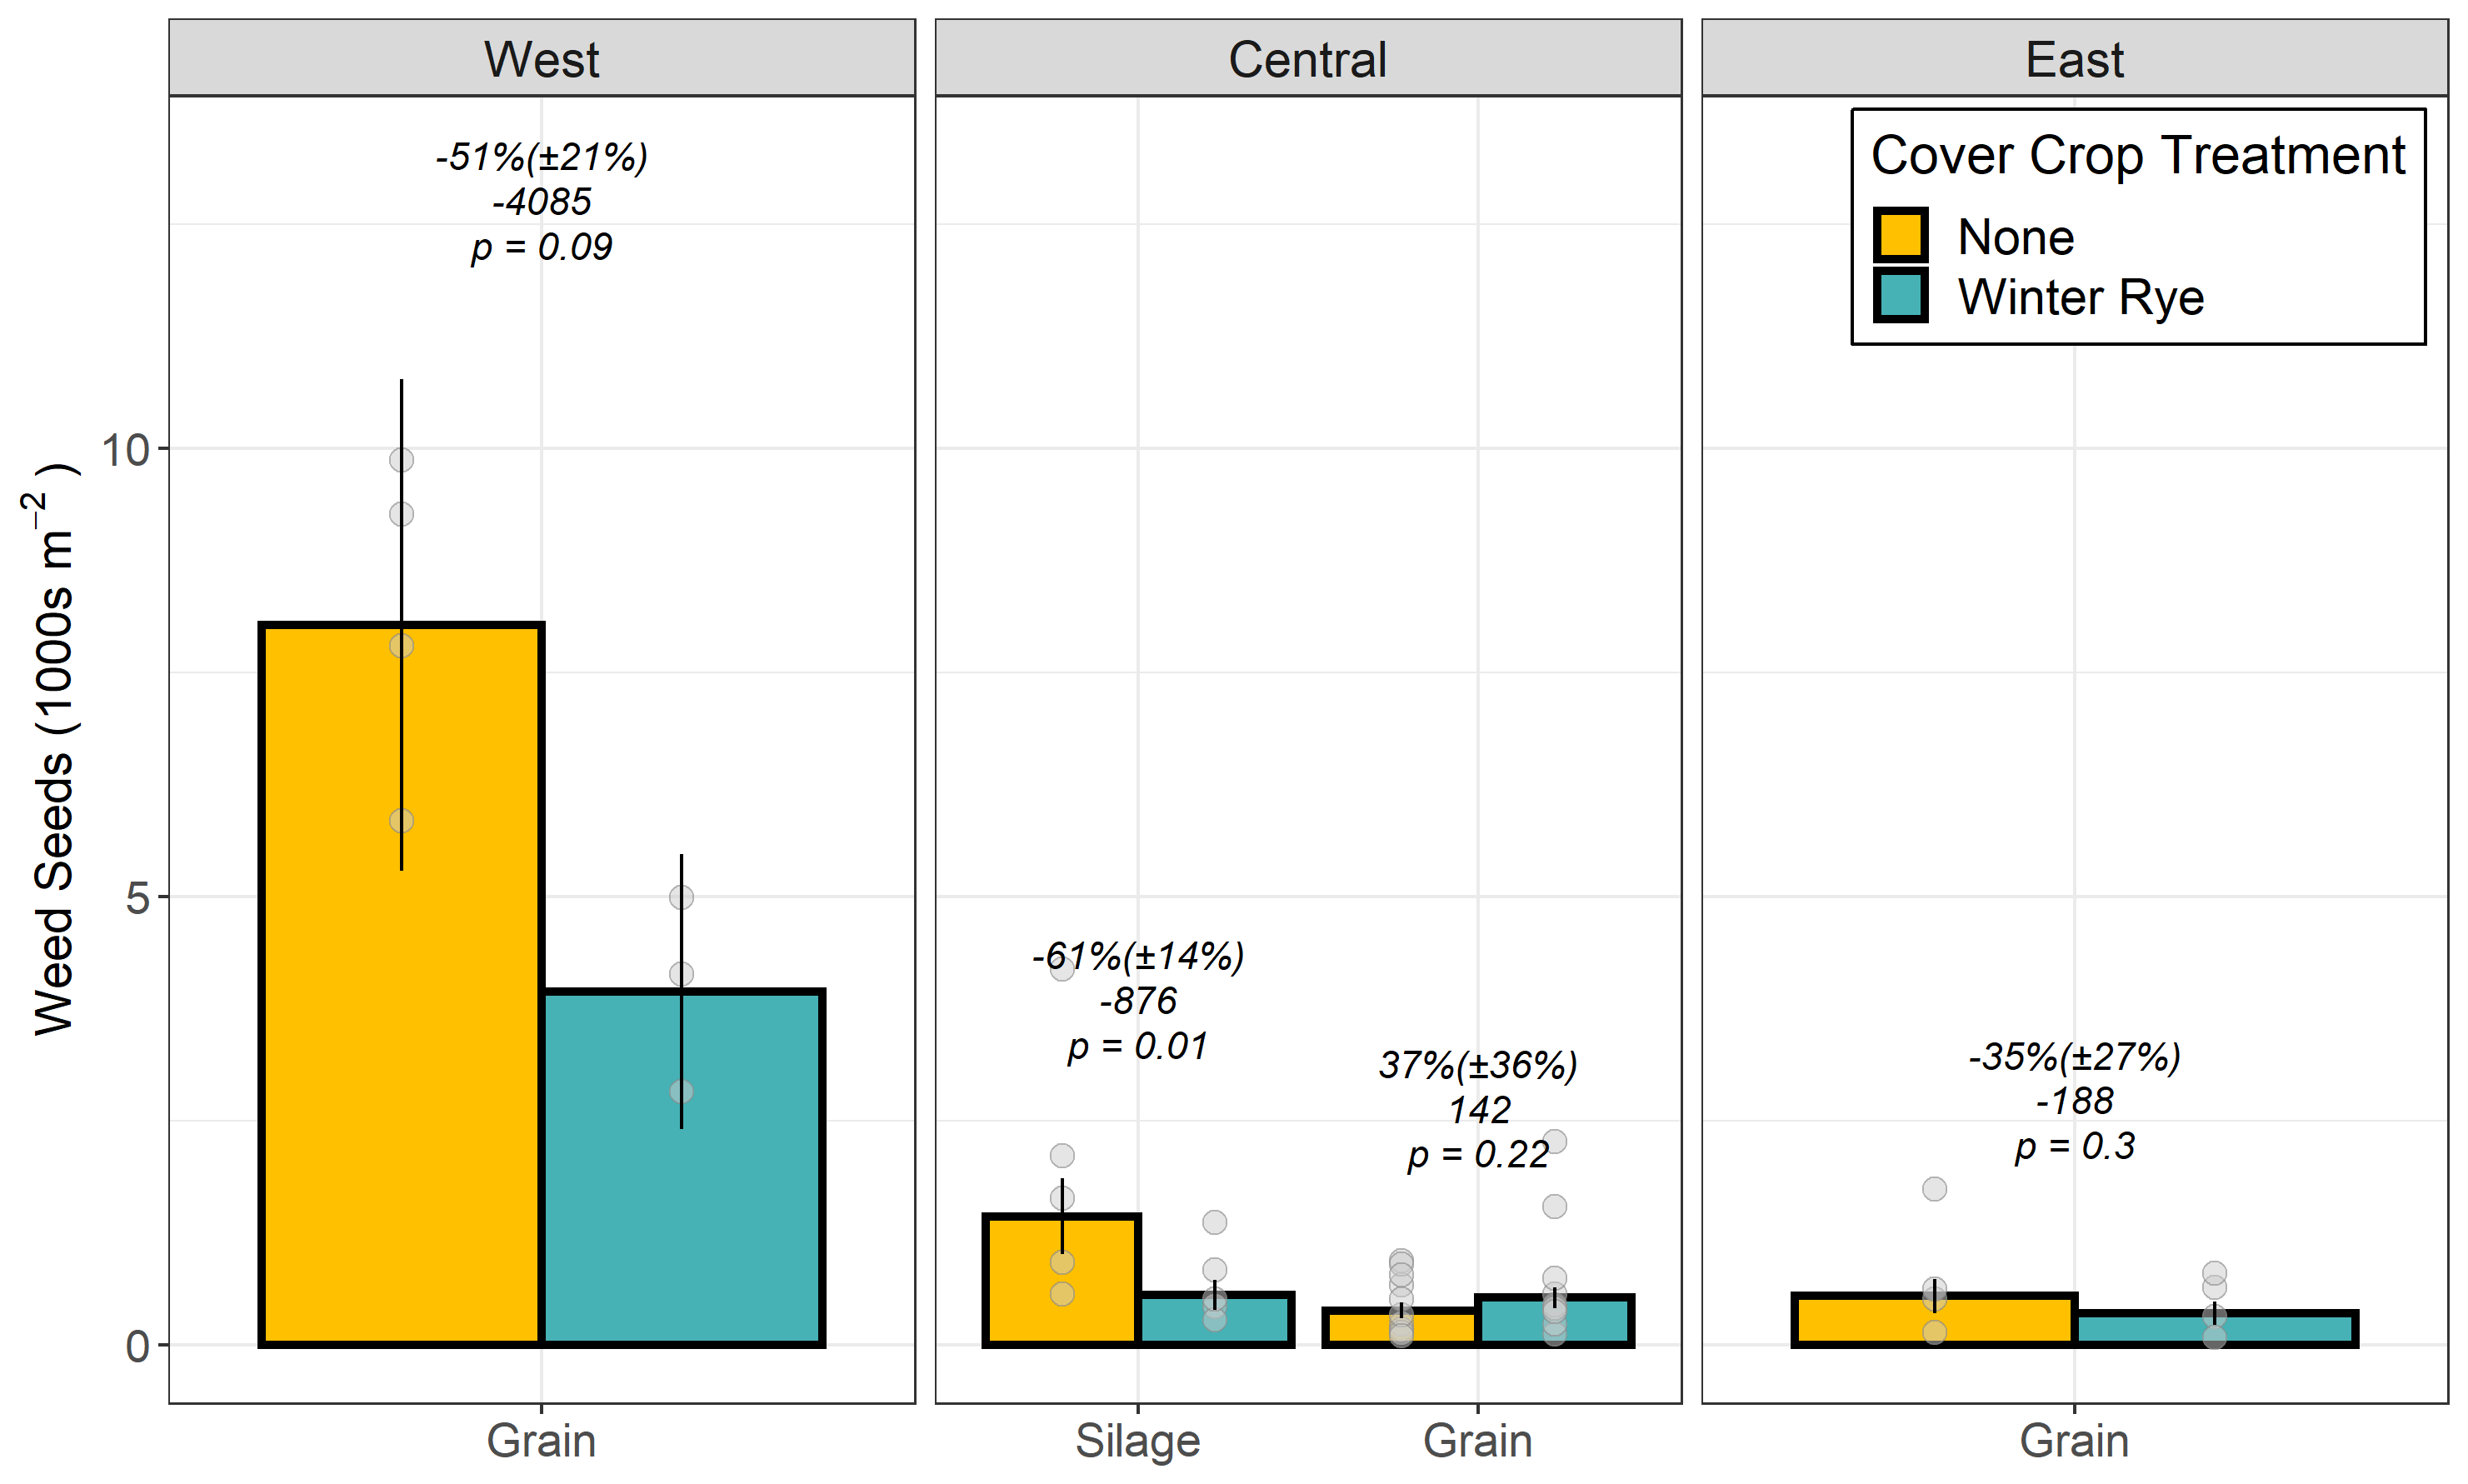 West
Central
East
-51%(±21%)
-4085
p = 0.09
Cover Crop Treatment
None
Winter Rye
Weed Seeds (1000s m⁻²)
10
5
0
-61%(±14%)
-876
p = 0.01
37%(±36%)
142
p = 0.22
-35%(±27%)
-188
p = 0.3
Grain
Silage
Grain
Grain